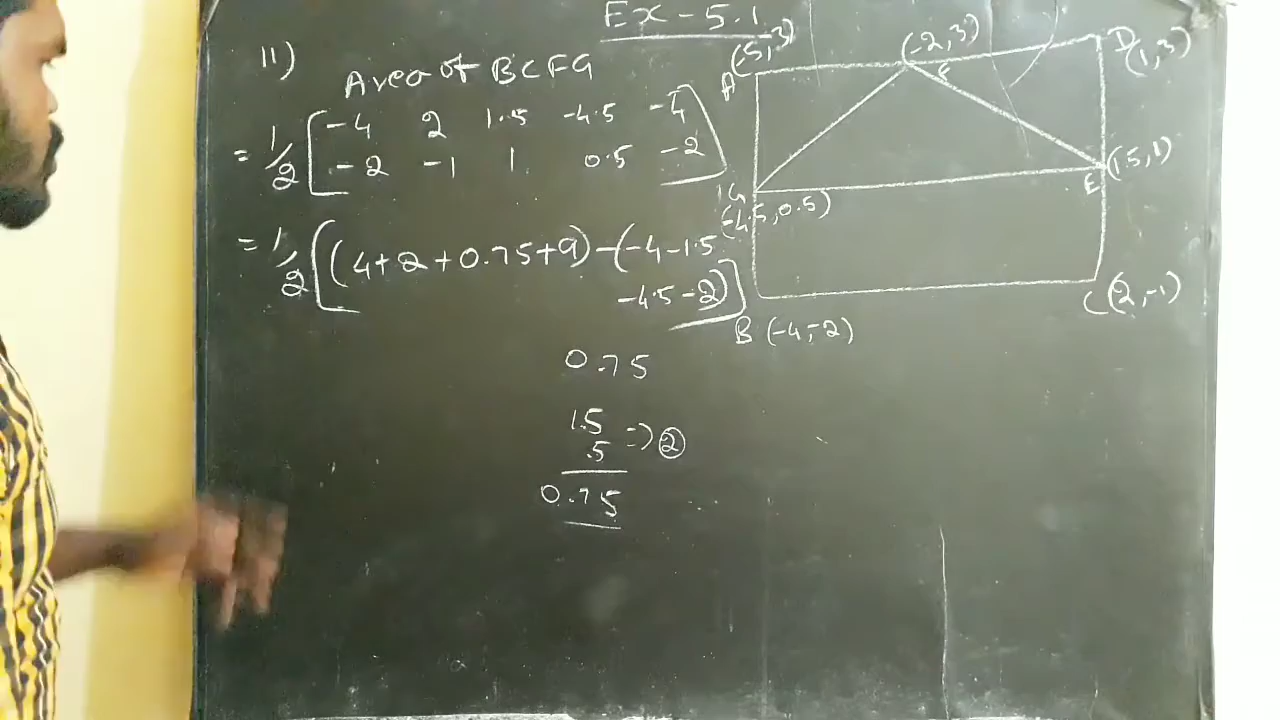 Ex-5.1
11)
Area of BCFG
= 1/2 [ -4 2 1.5 -4.5 -4
-2 -1 1 0.5 -2 ]
= 1/2 [ (4+2+0.75+9)-(-4-1.5
-4.5-2) ]
0.75
1.5
.5 => 2
0.75
A (-5,3)
(-2,3)
F
D (1,3)
(1.5,1)
E
G
(-4.5,0.5)
C(2,-1)
B (-4,-2)